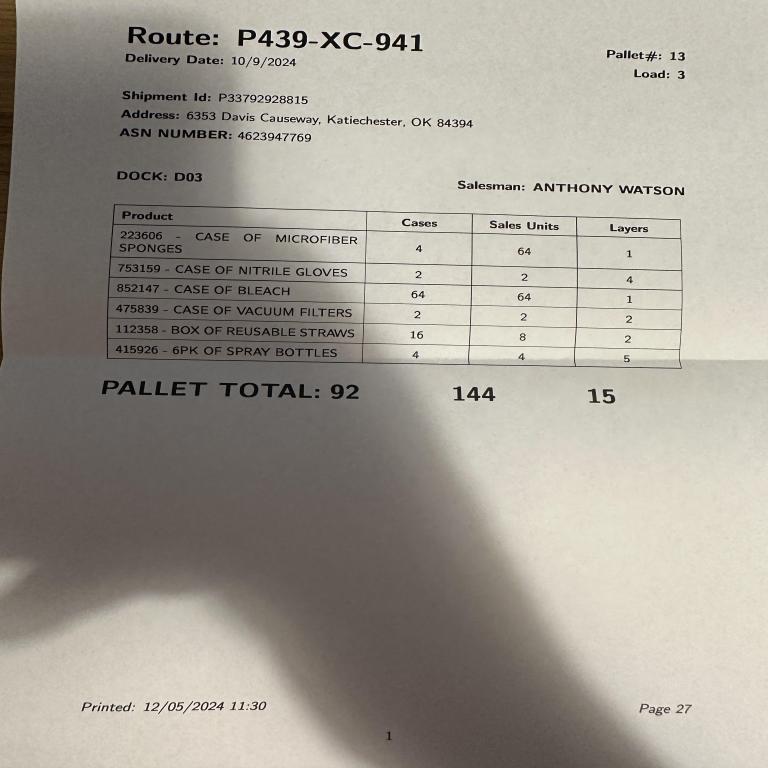 Route: P439-XC-941
Delivery Date: 10/9/2024
Pallet#: 13
Load: 3
Shipment Id: P33792928815
Address: 6353 Davis Causeway, Katiechester, OK 84394
ASN NUMBER: 4623947769
DOCK: D03
Salesman: ANTHONY WATSON
Product Cases Sales Units Layers
223606 - CASE OF MICROFIBER
SPONGES 4 64 1
753159 - CASE OF NITRILE GLOVES 2 2 4
852147 - CASE OF BLEACH 64 64 1
475839 - CASE OF VACUUM FILTERS 2 2 2
112358 - BOX OF REUSABLE STRAWS 16 8 2
415926 - 6PK OF SPRAY BOTTLES 4 4 5
PALLET TOTAL: 92 144 15
Printed: 12/05/2024 11:30
Page 27
1